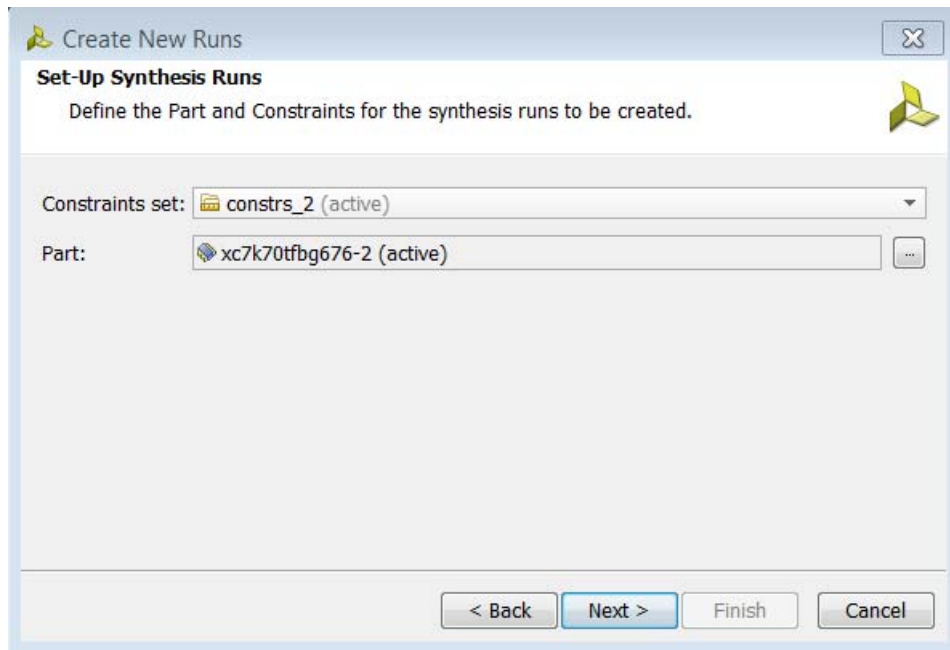 Create New Runs
Set-Up Synthesis Runs
Define the Part and Constraints for the synthesis runs to be created.
Constraints set: constrs_2 (active)
Part: xc7k70tfbg676-2 (active) ...
< Back Next > Finish Cancel